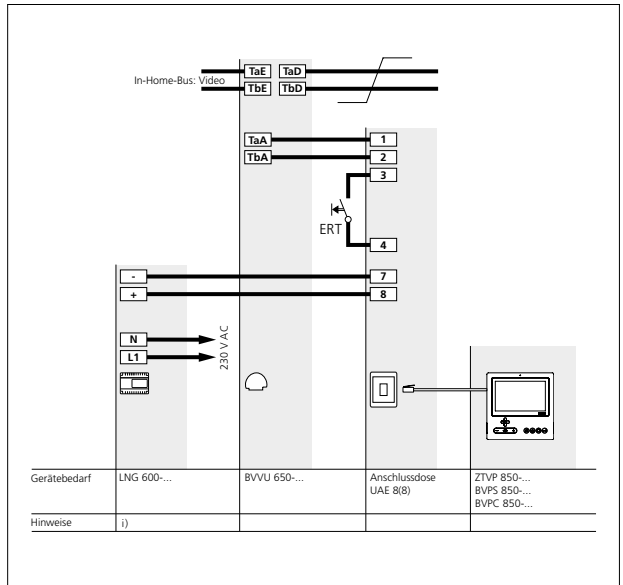 In-Home-Bus: Video
TaE TaD
TbE TbD
TaA 1
TbA 2
3
ERT
4
- 7
+ 8
N
L1
230 V AC
Gerätebedarf LNG 600-... BVVU 650-... Anschlussdose UAE 8(8) ZTVP 850-... BVPS 850-... BVPC 850-...
Hinweise i)